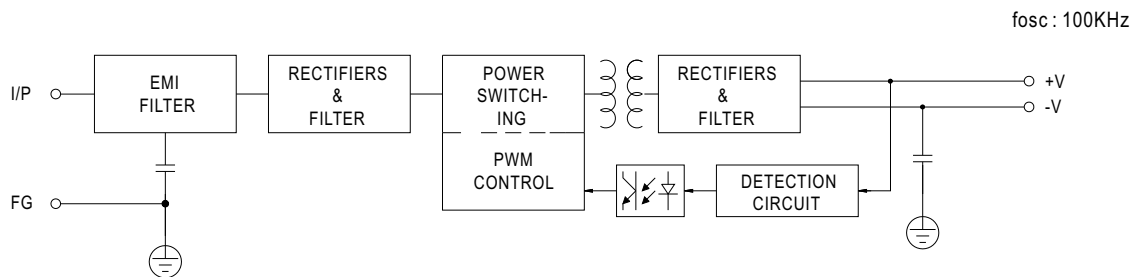 fosc : 100KHz
I/P
EMI
FILTER
RECTIFIERS
&
FILTER
POWER
SWITCH-
ING
PWM
CONTROL
RECTIFIERS
&
FILTER
+V
-V
DETECTION
CIRCUIT
FG